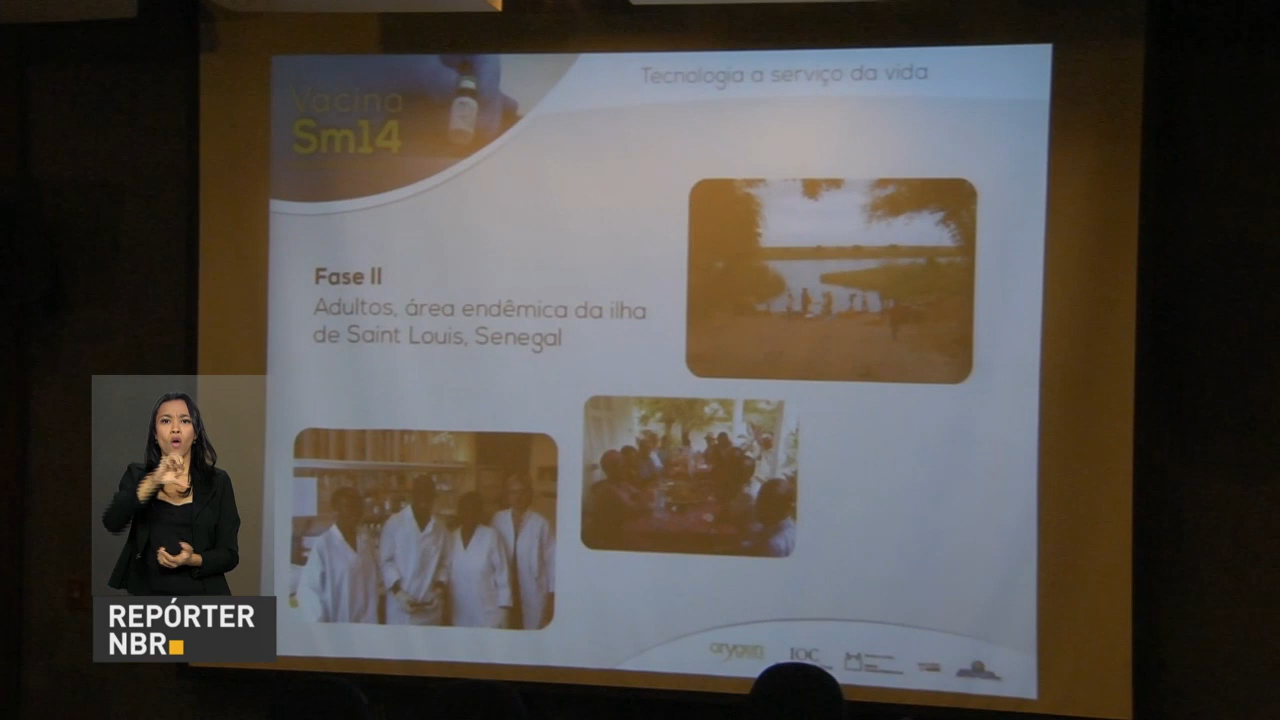 Tecnologia a serviço da vida
Vacina
Sm14
Fase II
Adultos, área endêmica da ilha
de Saint Louis, Senegal
orygen
IOC
REPÓRTER
NBR